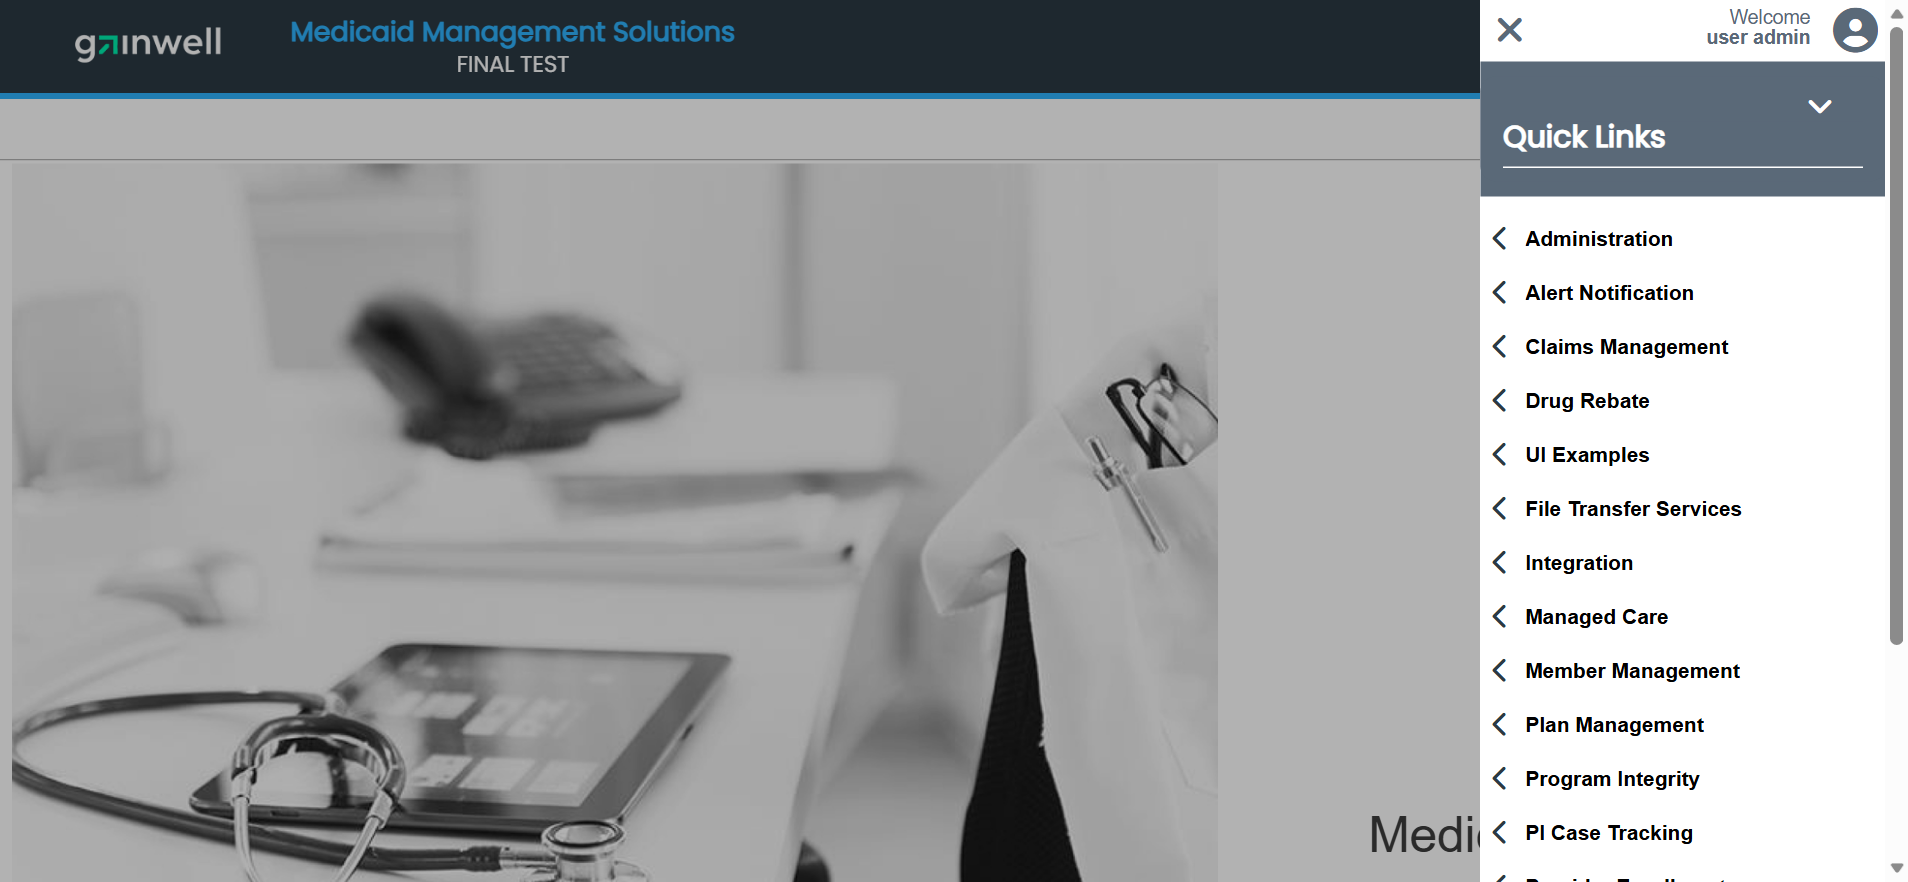 gainwell
Medicaid Management Solutions
FINAL TEST
Welcome
user admin
Quick Links
Administration
Alert Notification
Claims Management
Drug Rebate
UI Examples
File Transfer Services
Integration
Managed Care
Member Management
Plan Management
Program Integrity
PI Case Tracking
Medic